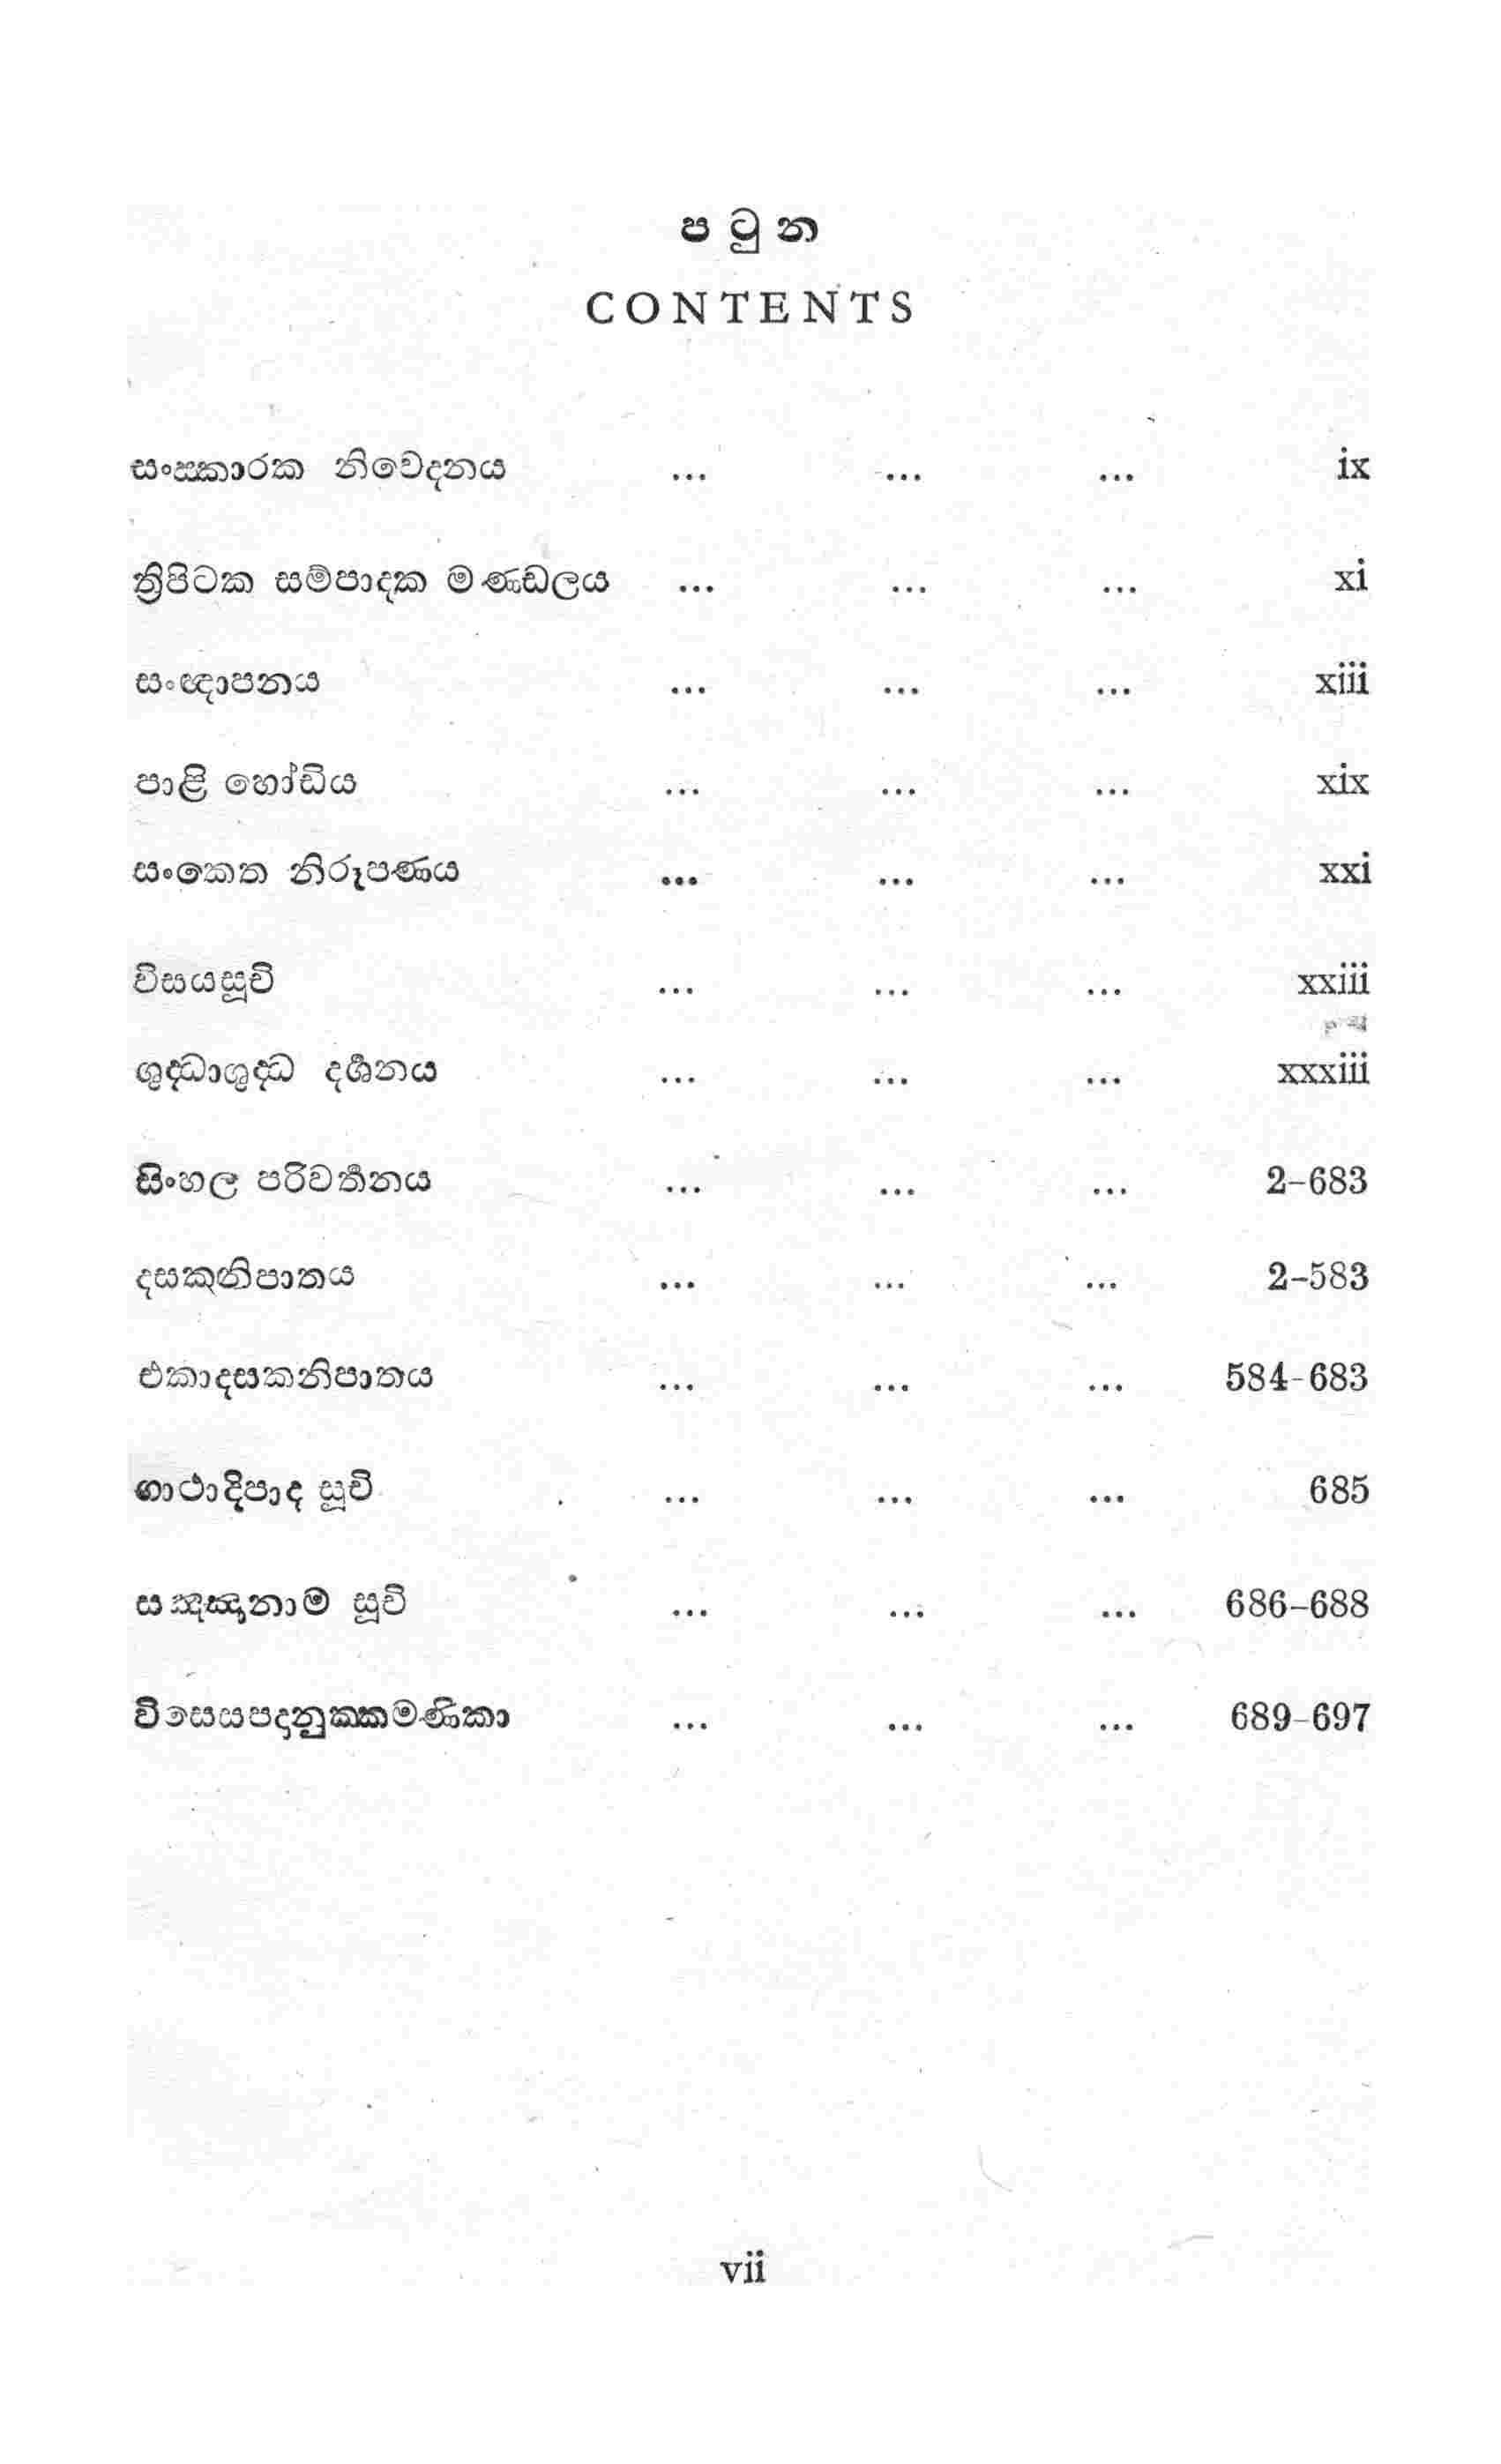 පටුන
CONTENTS
සංස්කාරක නිවේදනය ... ... ... ix
ත්‍රිපිටක සම්පාදක මණ්ඩලය ... ... ... xi
සංඥාපනය ... ... ... xiii
පාළි හෝඩිය ... ... ... xix
සංකෙත නිරූපණය ... ... ... xxi
විසයසූචි ... ... ... xxiii
ශුද්ධාශුද්ධ දර්‍ශනය ... ... ... xxxiii
සිංහල පරිවර්‍තනය ... ... ... 2–683
දසකනිපාතය ... ... ... 2–583
එකාදසකනිපාතය ... ... ... 584–683
ගාථාදිපාද සූචි ... ... ... 685
සඤ්ඤානාම සූචි ... ... ... 686–688
විසෙසපදානුක්කමණිකා ... ... ... 689–697
vii